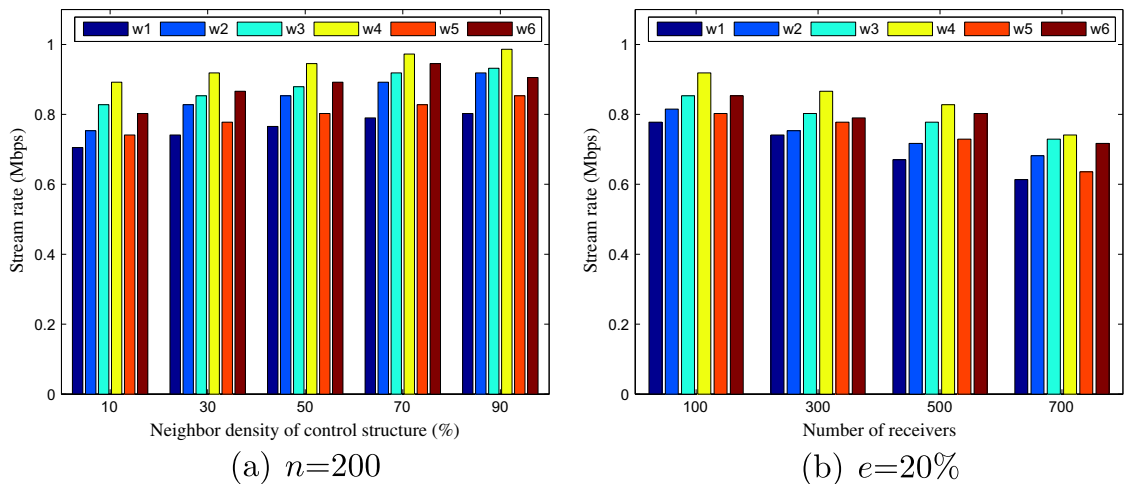 w1 w2 w3 w4 w5 w6
1
0.8
0.6
0.4
0.2
0
Stream rate (Mbps)
10 30 50 70 90
Neighbor density of control structure (%)
(a) n=200
w1 w2 w3 w4 w5 w6
1
0.8
0.6
0.4
0.2
0
Stream rate (Mbps)
100 300 500 700
Number of receivers
(b) e=20%